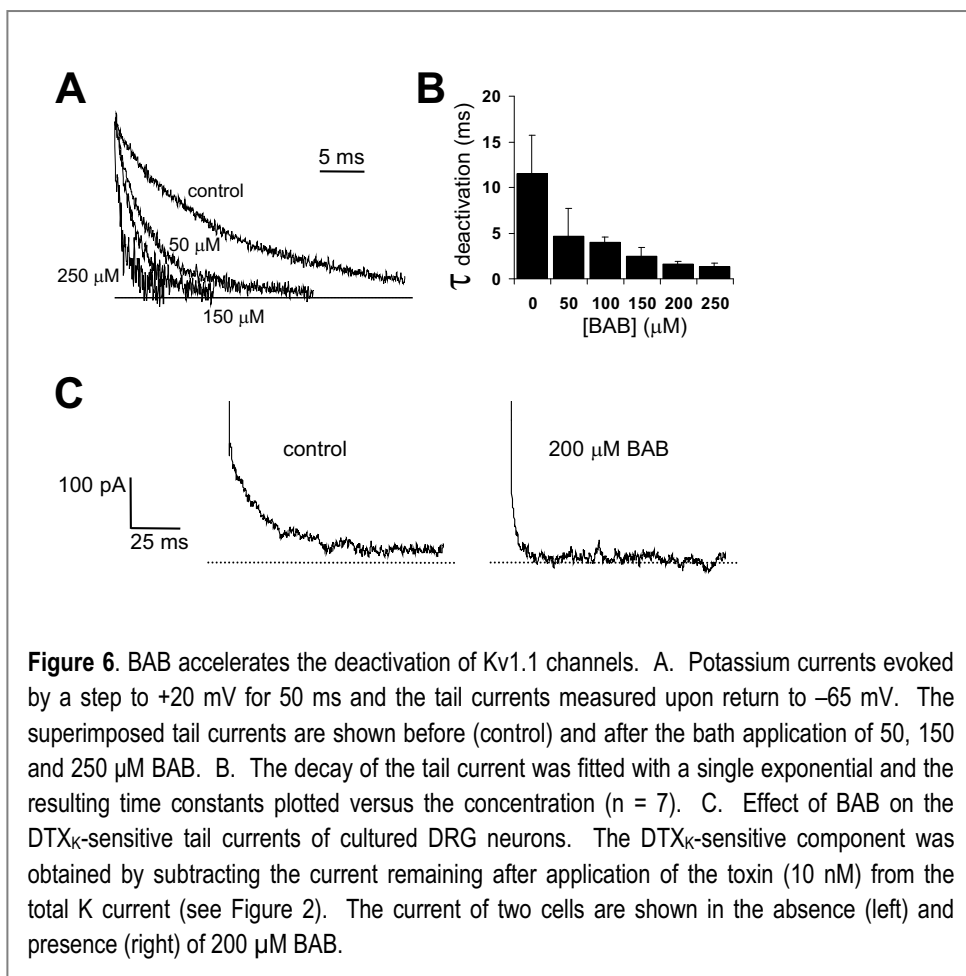 A
5 ms
control
50 µM
250 µM
150 µM
B
20
15
10
5
0
τ deactivation (ms)
0 50 100 150 200 250
[BAB] (µM)
C
control
200 µM BAB
100 pA
25 ms
Figure 6. BAB accelerates the deactivation of Kv1.1 channels. A. Potassium currents evoked
by a step to +20 mV for 50 ms and the tail currents measured upon return to –65 mV. The
superimposed tail currents are shown before (control) and after the bath application of 50, 150
and 250 µM BAB. B. The decay of the tail current was fitted with a single exponential and the
resulting time constants plotted versus the concentration (n = 7). C. Effect of BAB on the
DTXK-sensitive tail currents of cultured DRG neurons. The DTXK-sensitive component was
obtained by subtracting the current remaining after application of the toxin (10 nM) from the
total K current (see Figure 2). The current of two cells are shown in the absence (left) and
presence (right) of 200 µM BAB.